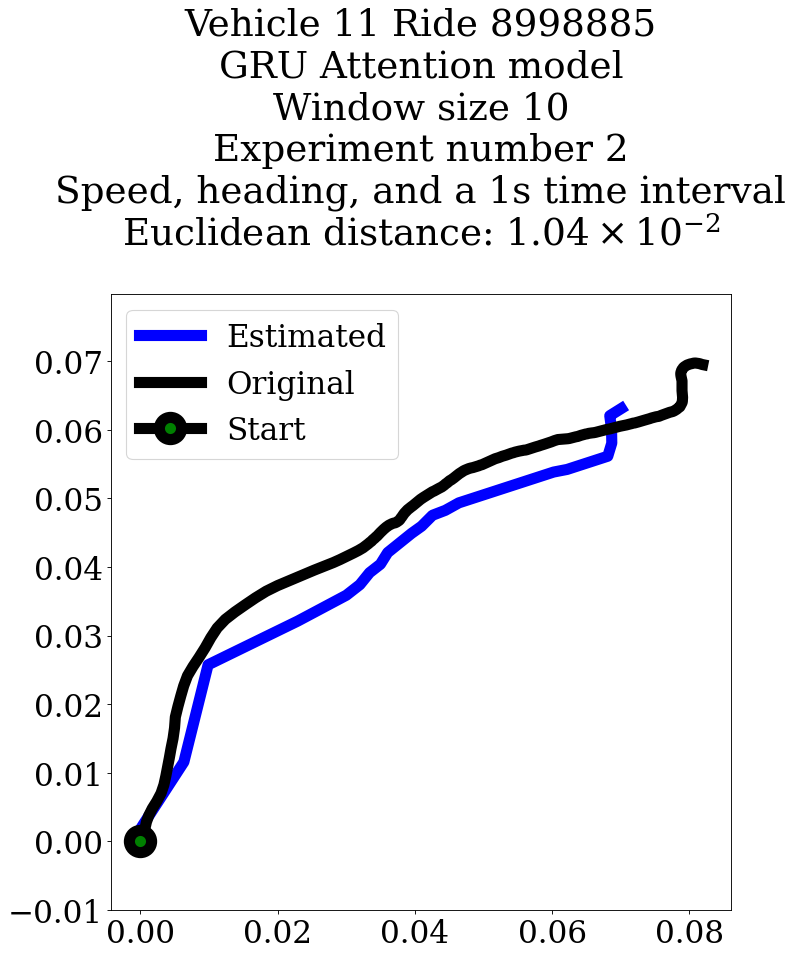 Vehicle 11 Ride 8998885
GRU Attention model
Window size 10
Experiment number 2
Speed, heading, and a 1s time interval
Euclidean distance: 1.04 × 10⁻²
Estimated
Original
Start
0.07
0.06
0.05
0.04
0.03
0.02
0.01
0.00
−0.01
0.00 0.02 0.04 0.06 0.08